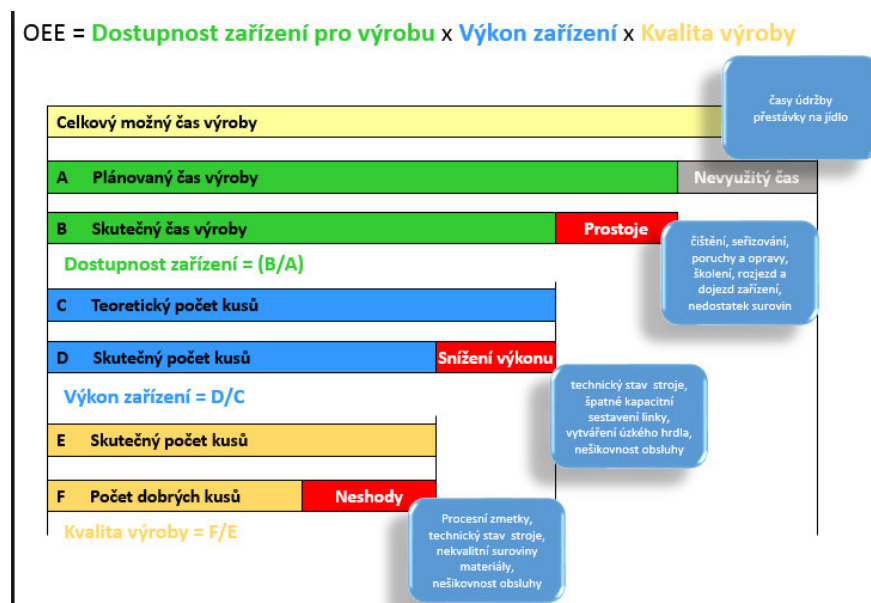 OEE = Dostupnost zařízení pro výrobu x Výkon zařízení x Kvalita výroby
časy údržby
přestávky na jídlo
Celkový možný čas výroby
A Plánovaný čas výroby
Nevyužitý čas
B Skutečný čas výroby
Prostoje
čištění, seřizování,
poruchy a opravy,
školení, rozjezd a
dojezd zařízení,
nedostatek surovin
Dostupnost zařízení = (B/A)
C Teoretický počet kusů
D Skutečný počet kusů
Snížení výkonu
technický stav stroje,
špatné kapacitní
sestavení linky,
vytváření úzkého hrdla,
nešikovnost obsluhy
Výkon zařízení = D/C
E Skutečný počet kusů
F Počet dobrých kusů
Neshody
Procesní zmetky,
technický stav stroje,
nekvalitní suroviny
materiály,
nešikovnost obsluhy
Kvalita výroby = F/E